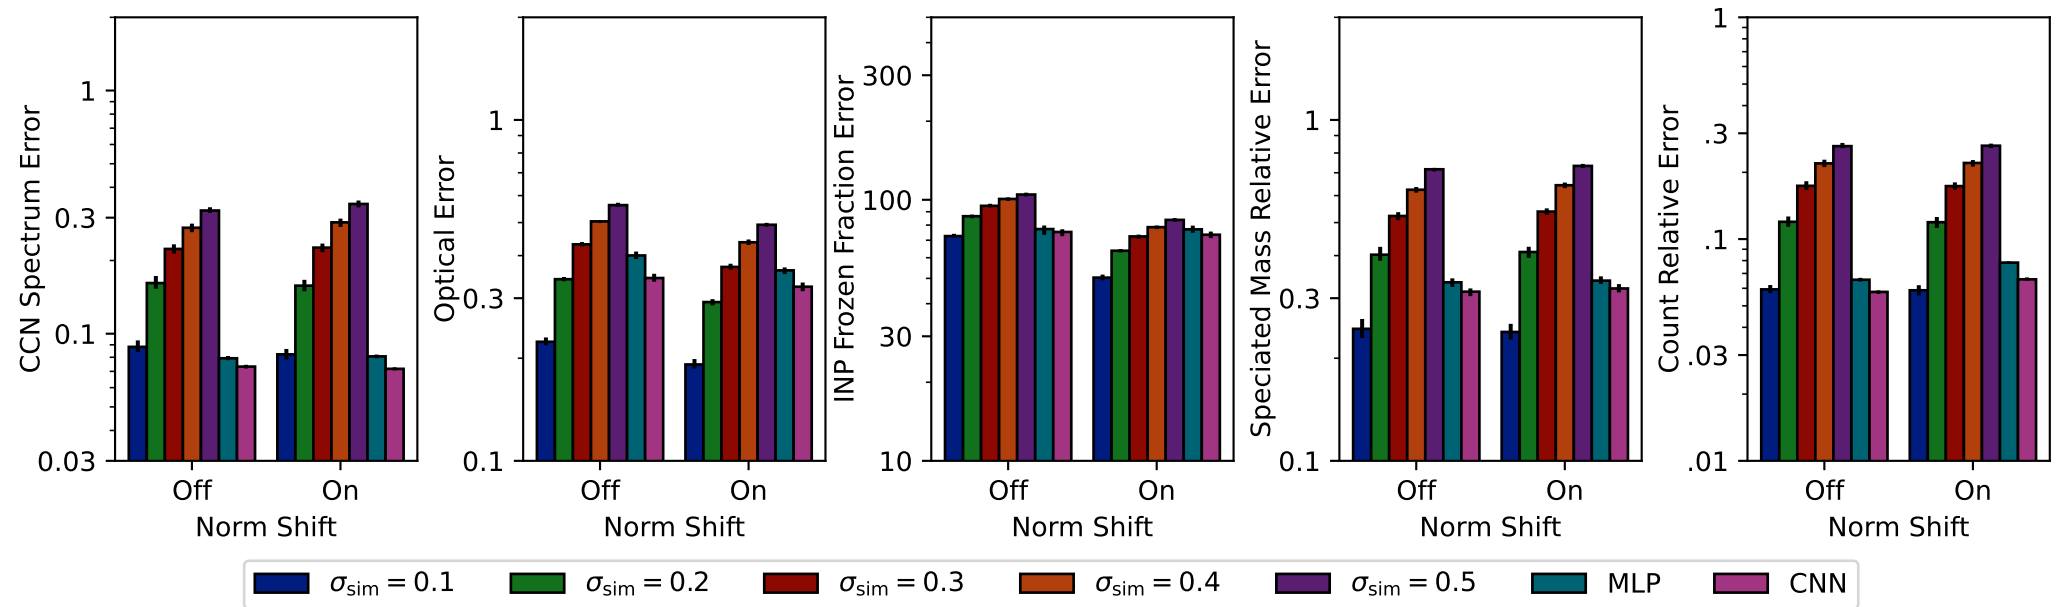 CCN Spectrum Error
1
0.3
0.1
0.03
Off On
Norm Shift
Optical Error
1
0.3
0.1
Off On
Norm Shift
INP Frozen Fraction Error
300
100
30
10
Off On
Norm Shift
Speciated Mass Relative Error
1
0.3
0.1
Off On
Norm Shift
Count Relative Error
1
.3
.1
.03
.01
Off On
Norm Shift
σsim = 0.1 σsim = 0.2 σsim = 0.3 σsim = 0.4 σsim = 0.5 MLP CNN